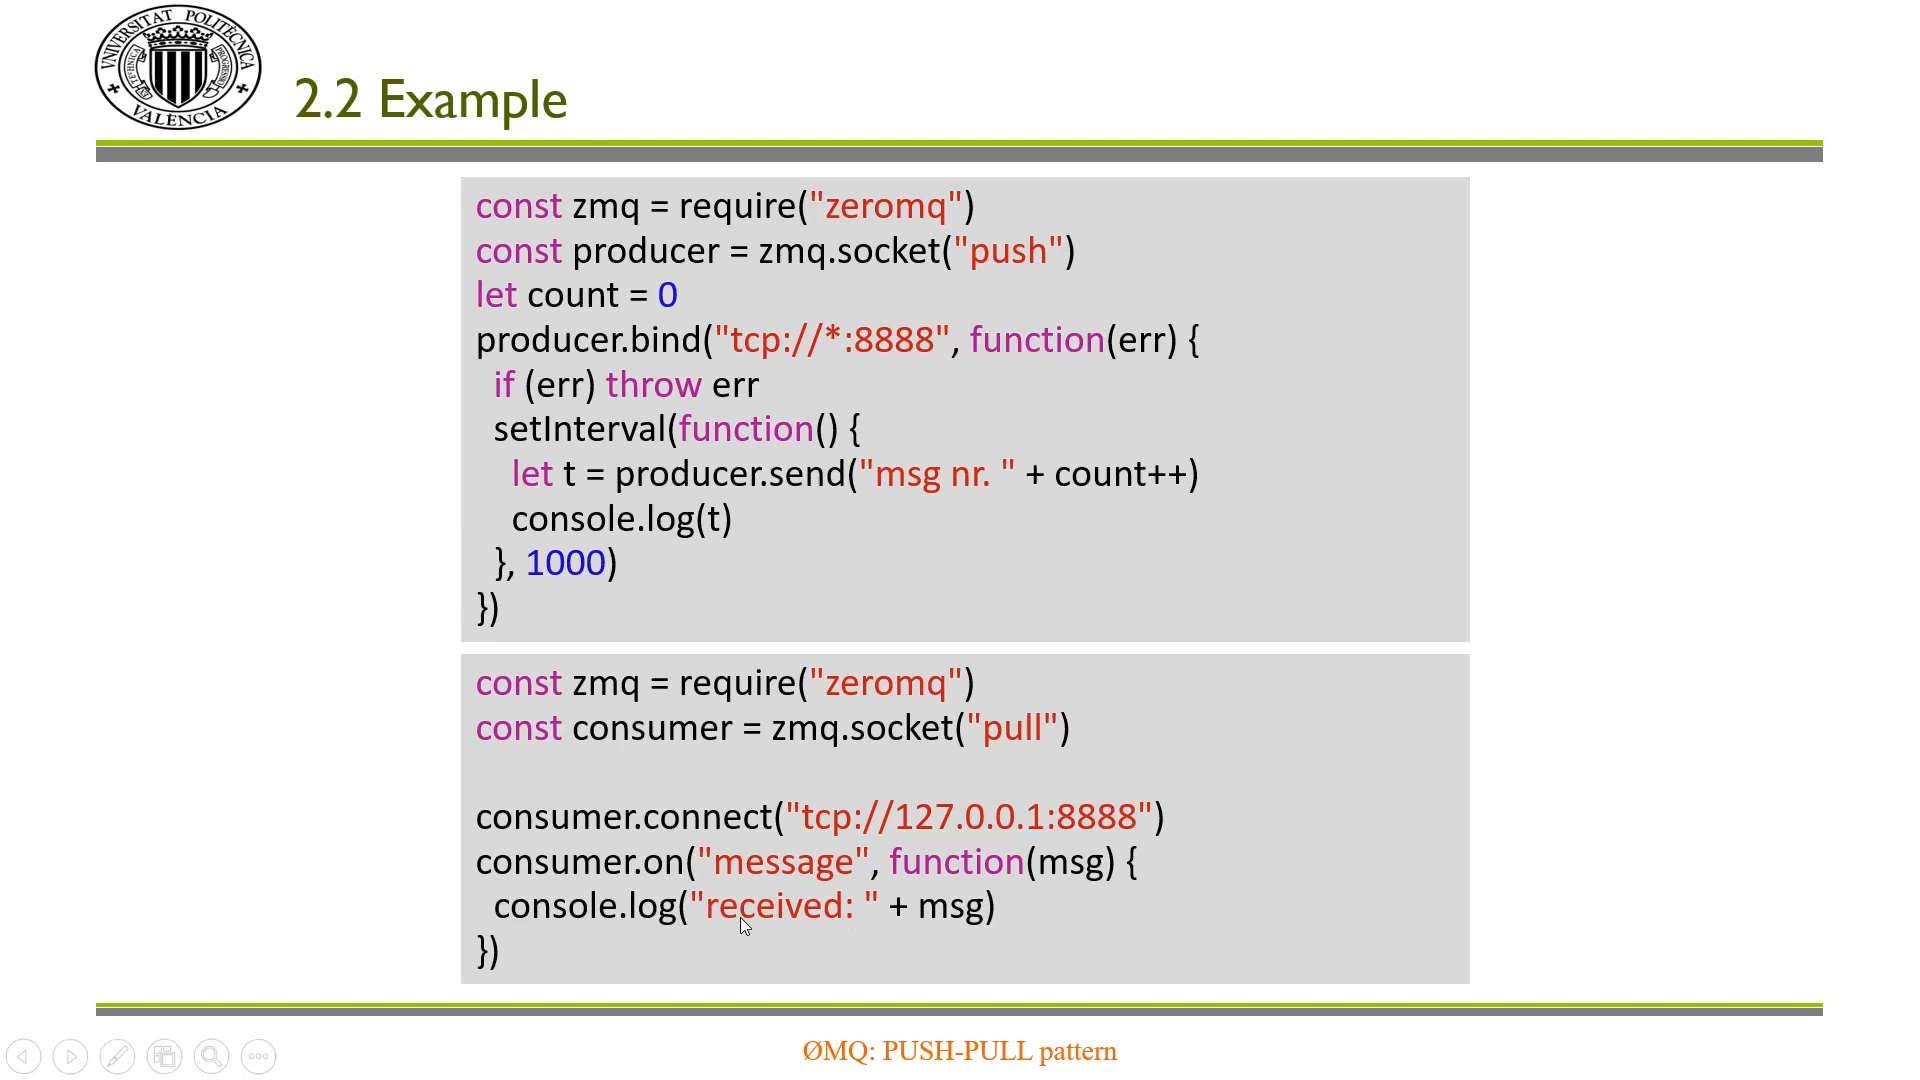 UNIVERSITAT POLITÈCNICA
VALÈNCIA
2.2 Example
const zmq = require("zeromq")
const producer = zmq.socket("push")
let count = 0
producer.bind("tcp://*:8888", function(err) {
if (err) throw err
setInterval(function() {
let t = producer.send("msg nr. " + count++)
console.log(t)
}, 1000)
})
const zmq = require("zeromq")
const consumer = zmq.socket("pull")
consumer.connect("tcp://127.0.0.1:8888")
consumer.on("message", function(msg) {
console.log("received: " + msg)
})
ØMQ: PUSH-PULL pattern